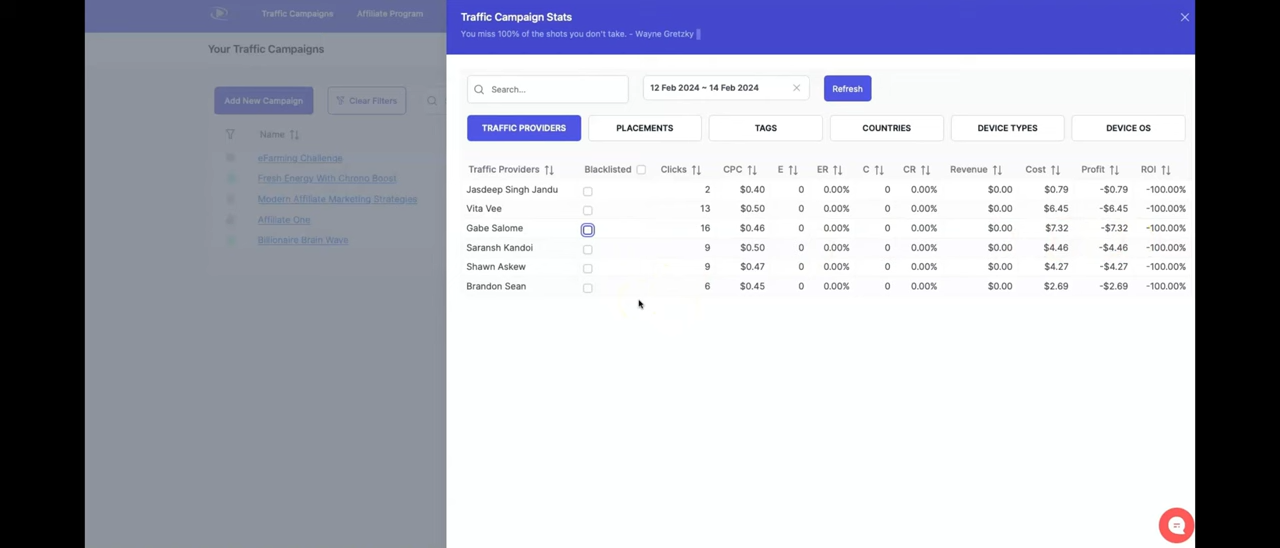 Traffic Campaigns Affiliate Program
Your Traffic Campaigns
Add New Campaign Clear Filters
Name
eFarming Challenge
Fresh Energy With Chrono Boost
Modern Affiliate Marketing Strategies
Affiliate One
Billionaire Brain Wave
Traffic Campaign Stats
You miss 100% of the shots you don't take. - Wayne Gretzky
Search... 12 Feb 2024 ~ 14 Feb 2024 Refresh
TRAFFIC PROVIDERS PLACEMENTS TAGS COUNTRIES DEVICE TYPES DEVICE OS
Traffic Providers Blacklisted Clicks CPC E ER C CR Revenue Cost Profit ROI
Jasdeep Singh Jandu 2 $0.40 0 0.00% 0 0.00% $0.00 $0.79 -$0.79 -100.00%
Vita Vee 13 $0.50 0 0.00% 0 0.00% $0.00 $6.45 -$6.45 -100.00%
Gabe Salome 16 $0.46 0 0.00% 0 0.00% $0.00 $7.32 -$7.32 -100.00%
Saransh Kandoi 9 $0.50 0 0.00% 0 0.00% $0.00 $4.46 -$4.46 -100.00%
Shawn Askew 9 $0.47 0 0.00% 0 0.00% $0.00 $4.27 -$4.27 -100.00%
Brandon Sean 6 $0.45 0 0.00% 0 0.00% $0.00 $2.69 -$2.69 -100.00%